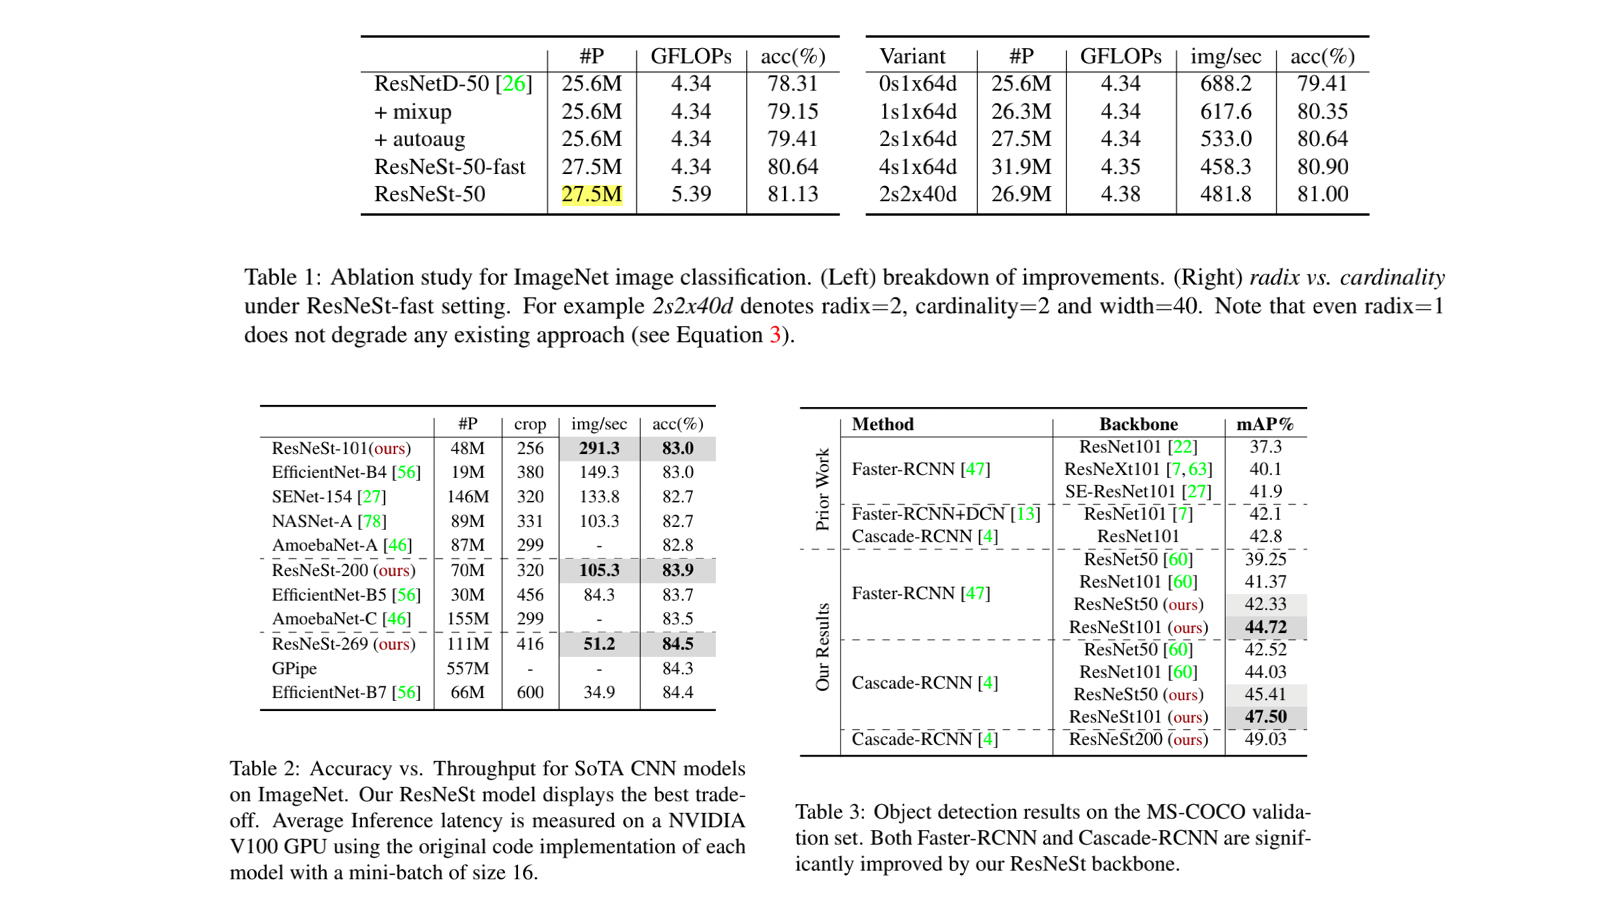 #P GFLOPs acc(%)
ResNetD-50 [26] 25.6M 4.34 78.31
+ mixup 25.6M 4.34 79.15
+ autoaug 25.6M 4.34 79.41
ResNeSt-50-fast 27.5M 4.34 80.64
ResNeSt-50 27.5M 5.39 81.13
Variant #P GFLOPs img/sec acc(%)
0s1x64d 25.6M 4.34 688.2 79.41
1s1x64d 26.3M 4.34 617.6 80.35
2s1x64d 27.5M 4.34 533.0 80.64
4s1x64d 31.9M 4.35 458.3 80.90
2s2x40d 26.9M 4.38 481.8 81.00
Table 1: Ablation study for ImageNet image classification. (Left) breakdown of improvements. (Right) radix vs. cardinality
under ResNeSt-fast setting. For example 2s2x40d denotes radix=2, cardinality=2 and width=40. Note that even radix=1
does not degrade any existing approach (see Equation 3).
#P crop img/sec acc(%)
ResNeSt-101(ours) 48M 256 291.3 83.0
EfficientNet-B4 [56] 19M 380 149.3 83.0
SENet-154 [27] 146M 320 133.8 82.7
NASNet-A [78] 89M 331 103.3 82.7
AmoebaNet-A [46] 87M 299 - 82.8
ResNeSt-200 (ours) 70M 320 105.3 83.9
EfficientNet-B5 [56] 30M 456 84.3 83.7
AmoebaNet-C [46] 155M 299 - 83.5
ResNeSt-269 (ours) 111M 416 51.2 84.5
GPipe 557M - - 84.3
EfficientNet-B7 [56] 66M 600 34.9 84.4
Table 2: Accuracy vs. Throughput for SoTA CNN models
on ImageNet. Our ResNeSt model displays the best trade-
off. Average Inference latency is measured on a NVIDIA
V100 GPU using the original code implementation of each
model with a mini-batch of size 16.
Method Backbone mAP%
Prior Work
Faster-RCNN [47]
ResNet101 [22] 37.3
ResNeXt101 [7,63] 40.1
SE-ResNet101 [27] 41.9
Faster-RCNN+DCN [13] ResNet101 [7] 42.1
Cascade-RCNN [4] ResNet101 42.8
Our Results
Faster-RCNN [47]
ResNet50 [60] 39.25
ResNet101 [60] 41.37
ResNeSt50 (ours) 42.33
ResNeSt101 (ours) 44.72
Cascade-RCNN [4]
ResNet50 [60] 42.52
ResNet101 [60] 44.03
ResNeSt50 (ours) 45.41
ResNeSt101 (ours) 47.50
Cascade-RCNN [4] ResNeSt200 (ours) 49.03
Table 3: Object detection results on the MS-COCO valida-
tion set. Both Faster-RCNN and Cascade-RCNN are signif-
icantly improved by our ResNeSt backbone.